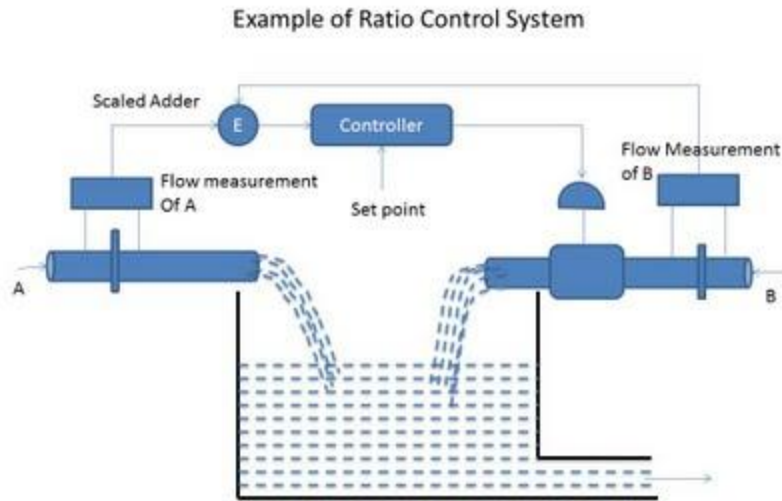 Example of Ratio Control System
Scaled Adder
E
Controller
Flow measurement
Of A
Set point
Flow Measurement
of B
A
B